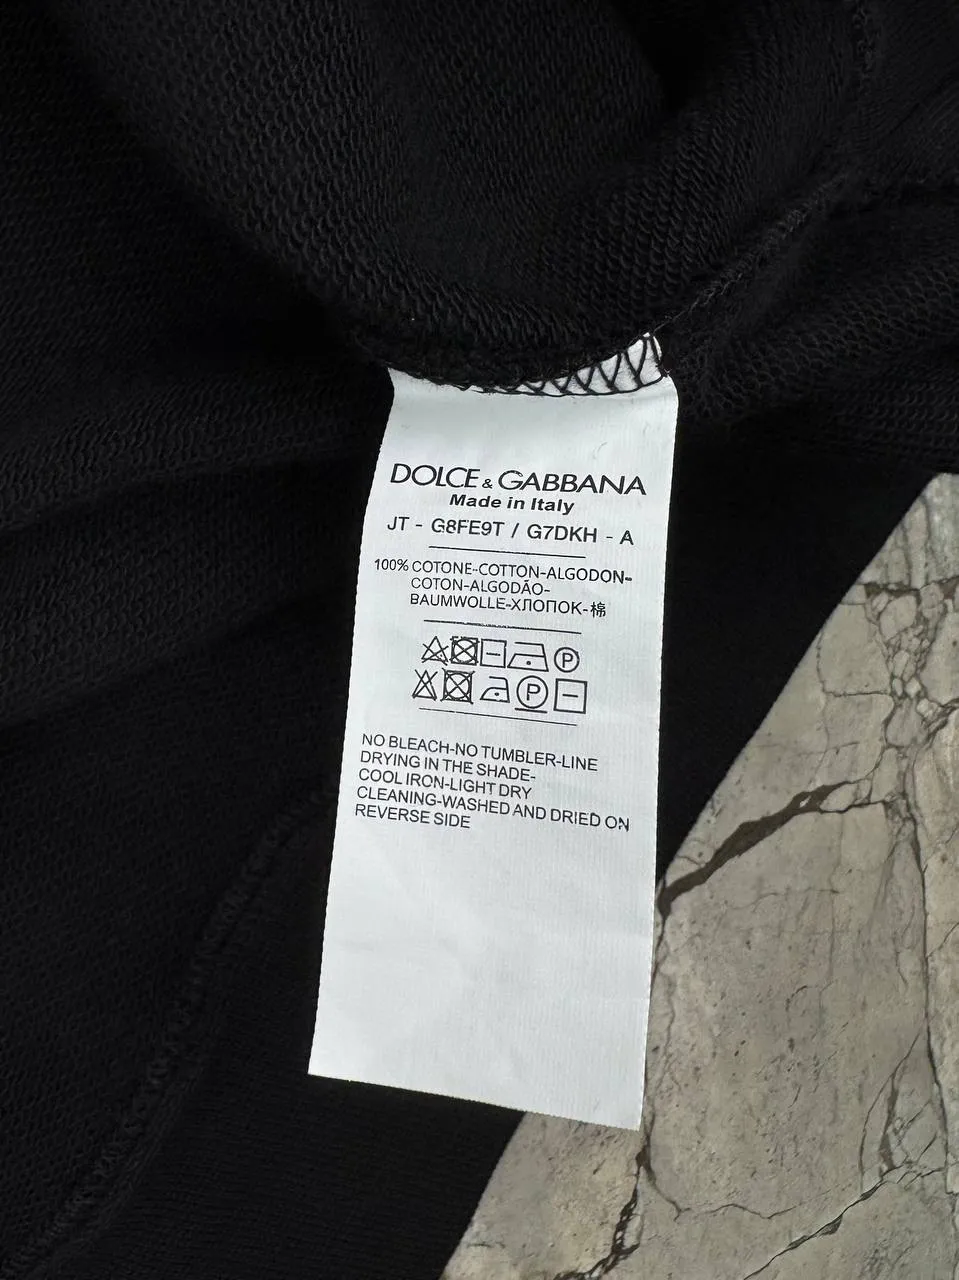 DOLCE & GABBANA
Made in Italy
JT - G8FE9T / G7DKH - A
100% COTONE-COTTON-ALGODON-
COTON-ALGODÃO-
BAUMWOLLE-ХЛОПОК-棉
P
P
NO BLEACH-NO TUMBLER-LINE
DRYING IN THE SHADE-
COOL IRON-LIGHT DRY
CLEANING-WASHED AND DRIED ON
REVERSE SIDE